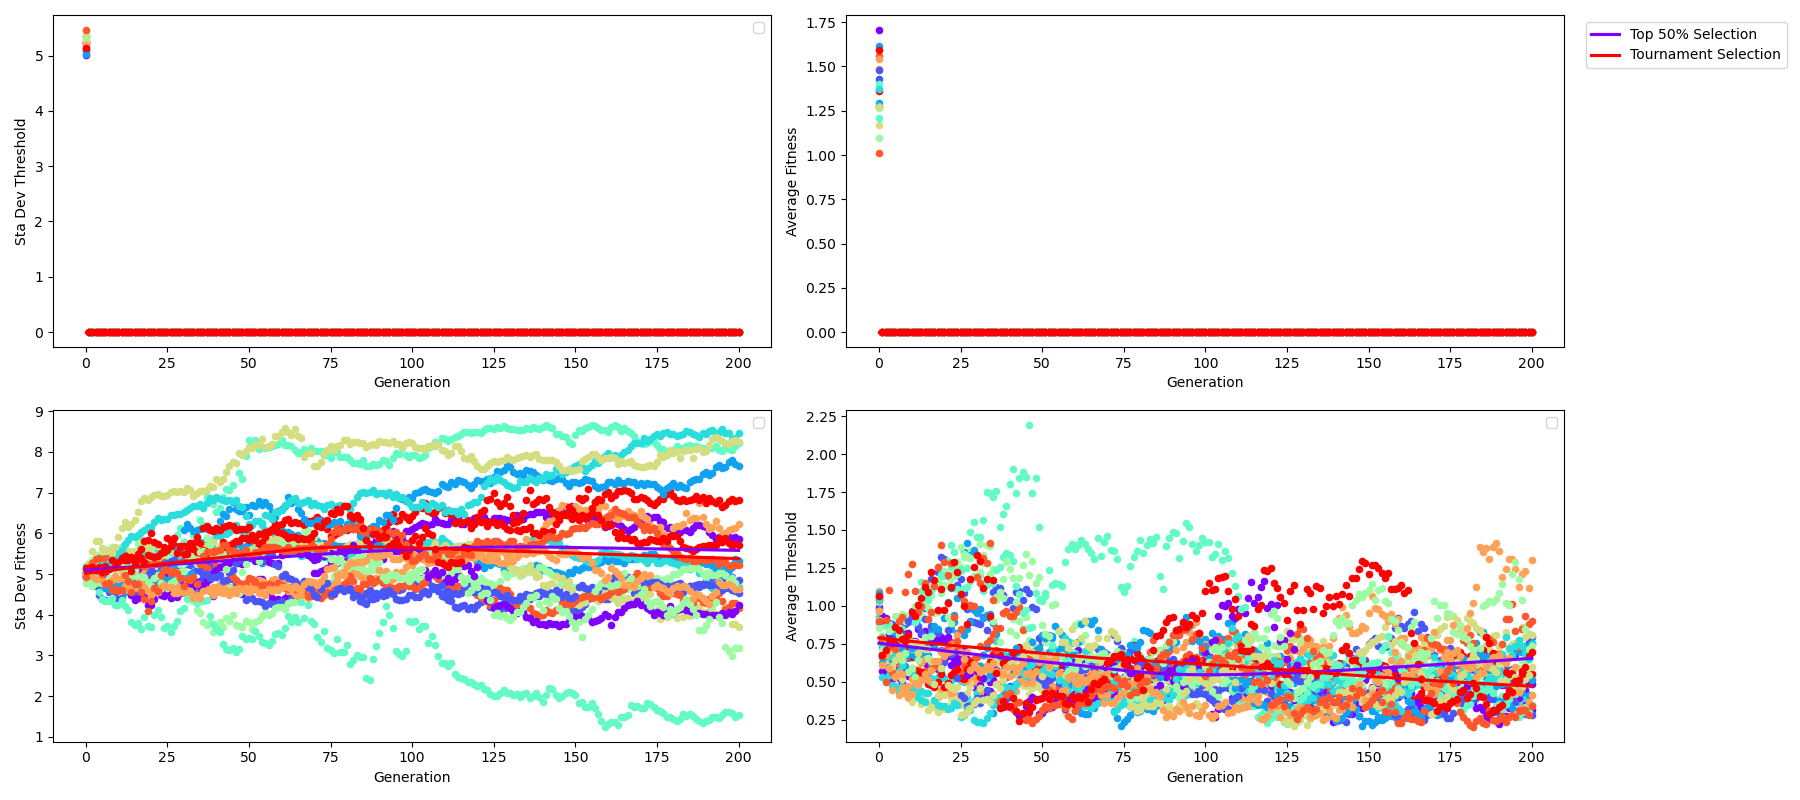 Sta Dev Threshold
5
4
3
2
1
0
0 25 50 75 100 125 150 175 200
Generation
Average Fitness
1.75
1.50
1.25
1.00
0.75
0.50
0.25
0.00
0 25 50 75 100 125 150 175 200
Generation
Top 50% Selection
Tournament Selection
Sta Dev Fitness
9
8
7
6
5
4
3
2
1
0 25 50 75 100 125 150 175 200
Generation
Average Threshold
2.25
2.00
1.75
1.50
1.25
1.00
0.75
0.50
0.25
0 25 50 75 100 125 150 175 200
Generation